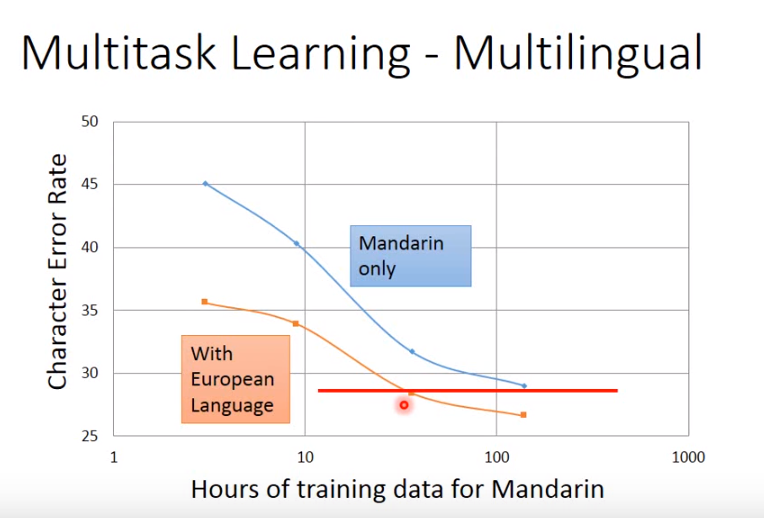 Multitask Learning - Multilingual
Character Error Rate
50
45
40
35
30
25
Mandarin
only
With
European
Language
1
10
100
1000
Hours of training data for Mandarin